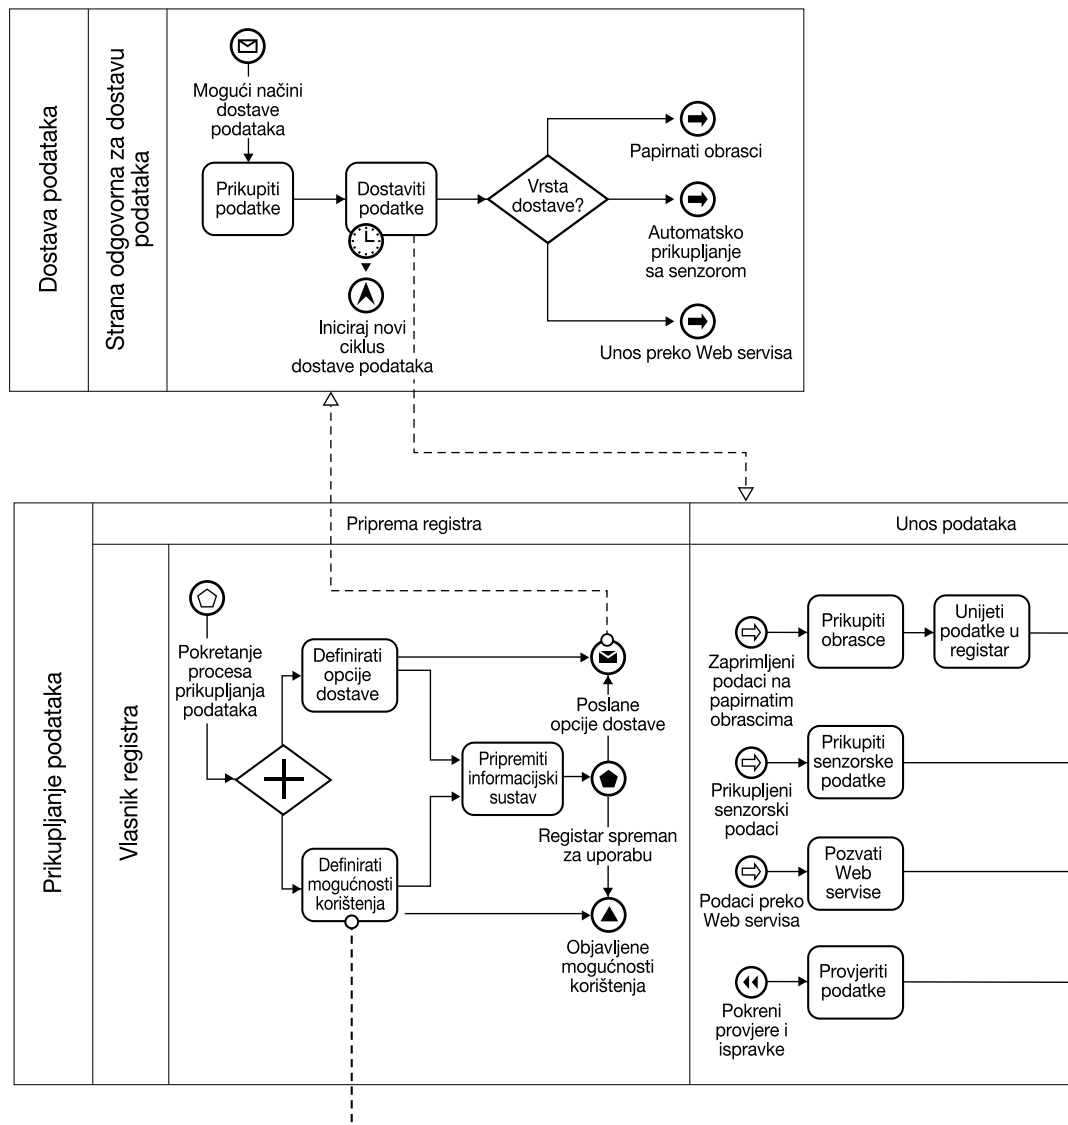 Dostava podataka
Strana odgovorna za dostavu
podataka
Mogući načini
dostave
podataka
Prikupiti
podatke
Dostaviti
podatke
Iniciraj novi
ciklus
dostave podataka
Vrsta
dostave?
Papirnati obrasci
Automatsko
prikupljanje
sa senzorom
Unos preko Web servisa
Prikupljanje podataka
Vlasnik registra
Priprema registra
Pokretanje
procesa
prikupljanja
podataka
Definirati
opcije
dostave
Definirati
mogućnosti
korištenja
Pripremiti
informacijski
sustav
Poslane
opcije dostave
Registar spreman
za uporabu
Objavljene
mogućnosti
korištenja
Unos podataka
Zaprimljeni
podaci na
papirnatim
obrascima
Prikupiti
obrasce
Unijeti
podatke u
registar
Prikupljeni
senzorski
podaci
Prikupiti
senzorske
podatke
Podaci preko
Web servisa
Pozvati
Web
servise
Pokreni
provjere i
ispravke
Provjeriti
podatke